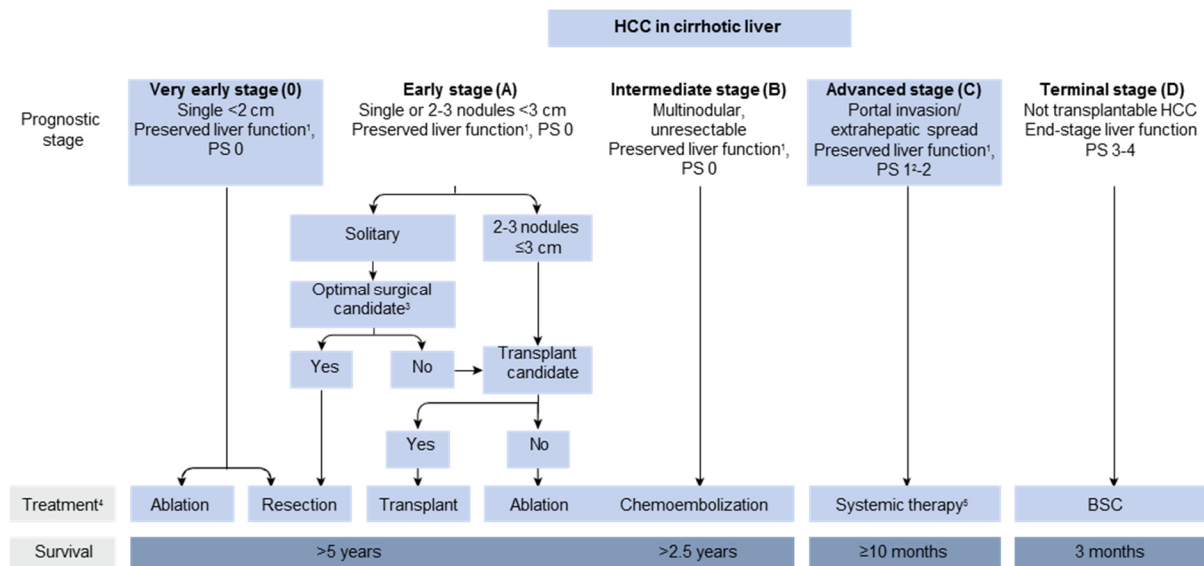 HCC in cirrhotic liver
Prognostic
stage
Very early stage (0)
Single <2 cm
Preserved liver function¹,
PS 0
Early stage (A)
Single or 2-3 nodules <3 cm
Preserved liver function¹, PS 0
Intermediate stage (B)
Multinodular,
unresectable
Preserved liver function¹,
PS 0
Advanced stage (C)
Portal invasion/
extrahepatic spread
Preserved liver function¹,
PS 1²-2
Terminal stage (D)
Not transplantable HCC
End-stage liver function
PS 3-4
Solitary
2-3 nodules
≤3 cm
Optimal surgical
candidate³
Yes
No
Transplant
candidate
Yes
No
Treatment⁴
Ablation
Resection
Transplant
Ablation
Chemoembolization
Systemic therapy⁵
BSC
Survival
>5 years
>2.5 years
≥10 months
3 months